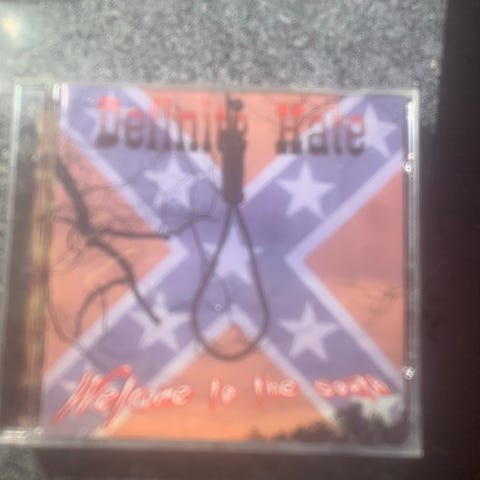 Definite Hate
Welcome to the south